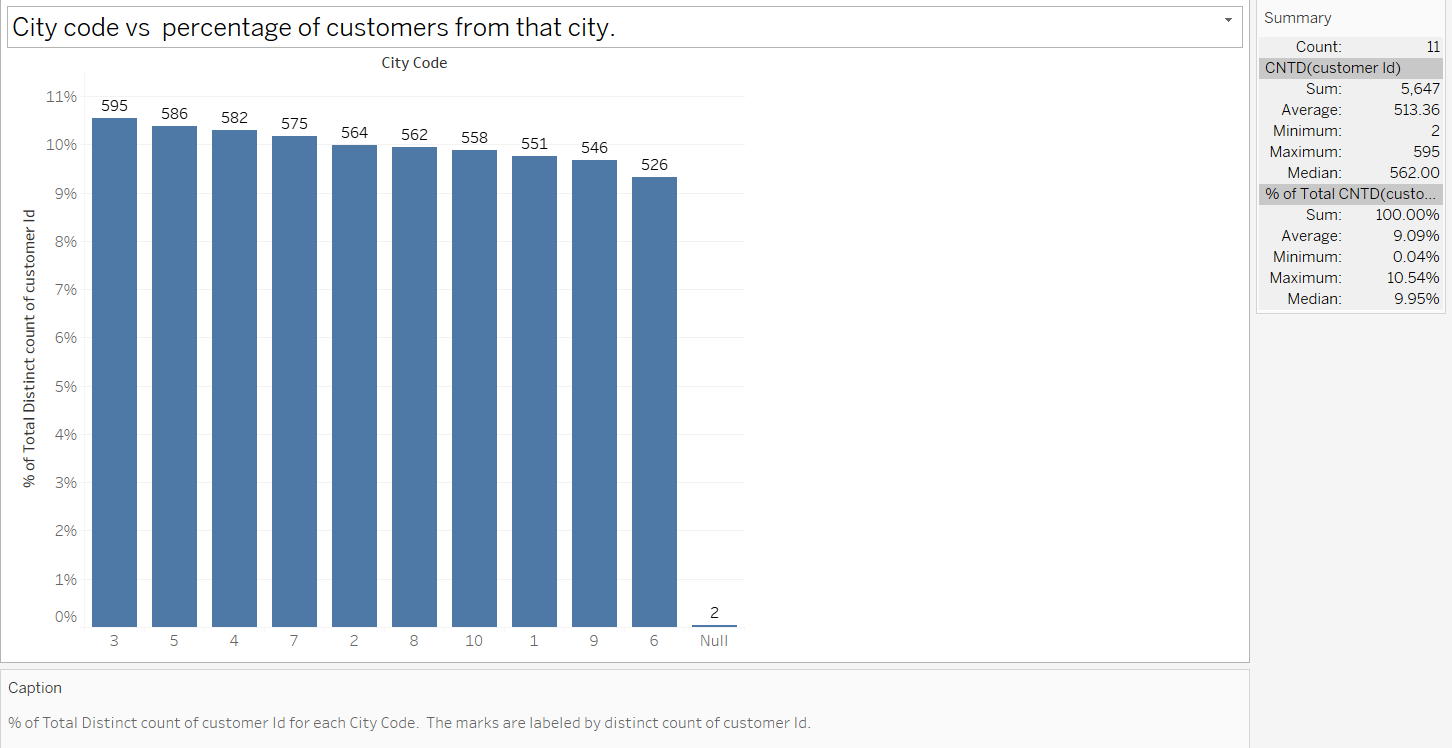 City code vs  percentage of customers from that city.
City Code
% of Total Distinct count of customer Id
11%
10%
9%
8%
7%
6%
5%
4%
3%
2%
1%
0%
595
586
582
575
564
562
558
551
546
526
2
3 5 4 7 2 8 10 1 9 6 Null
Caption
% of Total Distinct count of customer Id for each City Code.  The marks are labeled by distinct count of customer Id.
Summary
Count: 11
CNTD(customer Id)
Sum: 5,647
Average: 513.36
Minimum: 2
Maximum: 595
Median: 562.00
% of Total CNTD(custo...
Sum: 100.00%
Average: 9.09%
Minimum: 0.04%
Maximum: 10.54%
Median: 9.95%